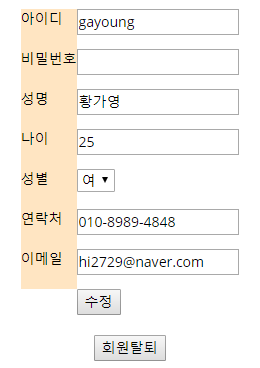 아이디 gayoung
비밀번호
성명 황가영
나이 25
성별 여
연락처 010-8989-4848
이메일 hi2729@naver.com
수정
회원탈퇴